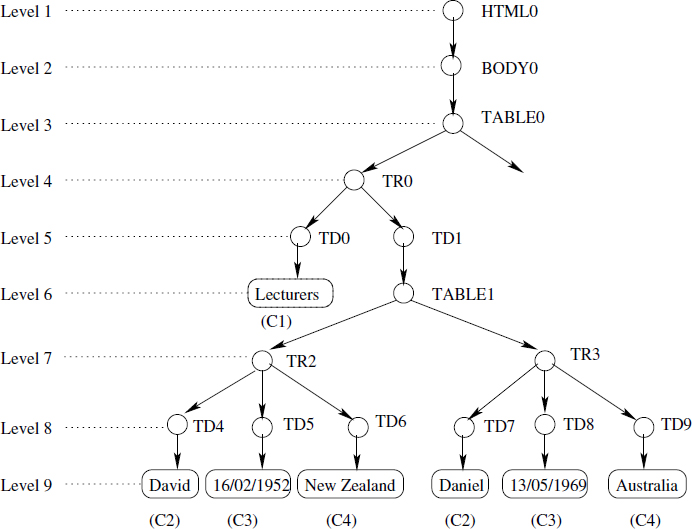 Level 1 HTML0
Level 2 BODY0
Level 3 TABLE0
Level 4 TR0
Level 5 TD0 TD1
Level 6 Lecturers TABLE1
(C1)
Level 7 TR2 TR3
Level 8 TD4 TD5 TD6 TD7 TD8 TD9
Level 9 David 16/02/1952 New Zealand Daniel 13/05/1969 Australia
(C2) (C3) (C4) (C2) (C3) (C4)